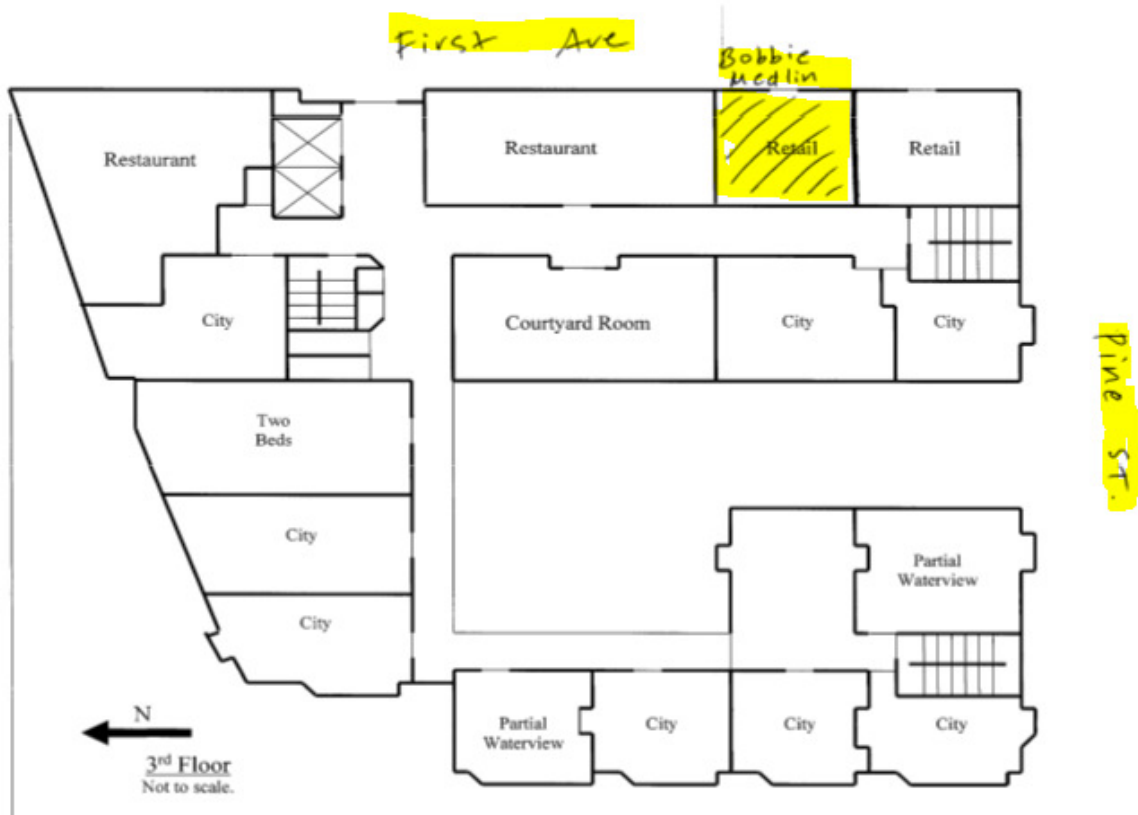 First Ave
Bobbie
Medlin
Restaurant
Restaurant
Retail
Retail
City
Courtyard Room
City
City
Pine ST.
Two
Beds
City
City
Partial
Waterview
Partial
Waterview
City
City
City
N
3rd Floor
Not to scale.